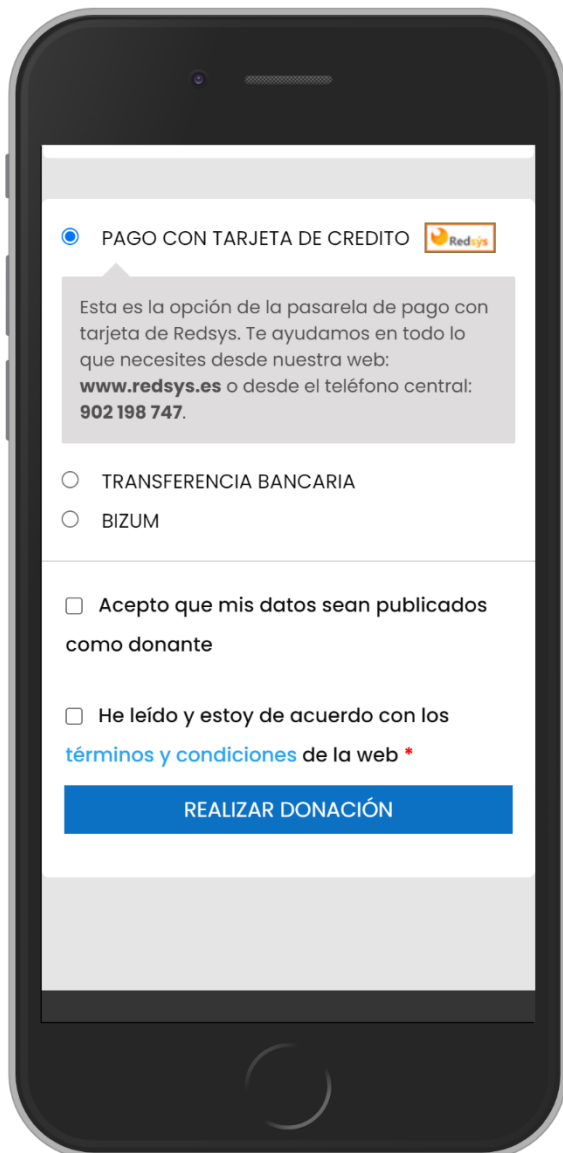 PAGO CON TARJETA DE CREDITO Redsýs
Esta es la opción de la pasarela de pago con
tarjeta de Redsys. Te ayudamos en todo lo
que necesites desde nuestra web:
www.redsys.es o desde el teléfono central:
902 198 747.
TRANSFERENCIA BANCARIA
BIZUM
Acepto que mis datos sean publicados
como donante
He leído y estoy de acuerdo con los
términos y condiciones de la web *
REALIZAR DONACIÓN